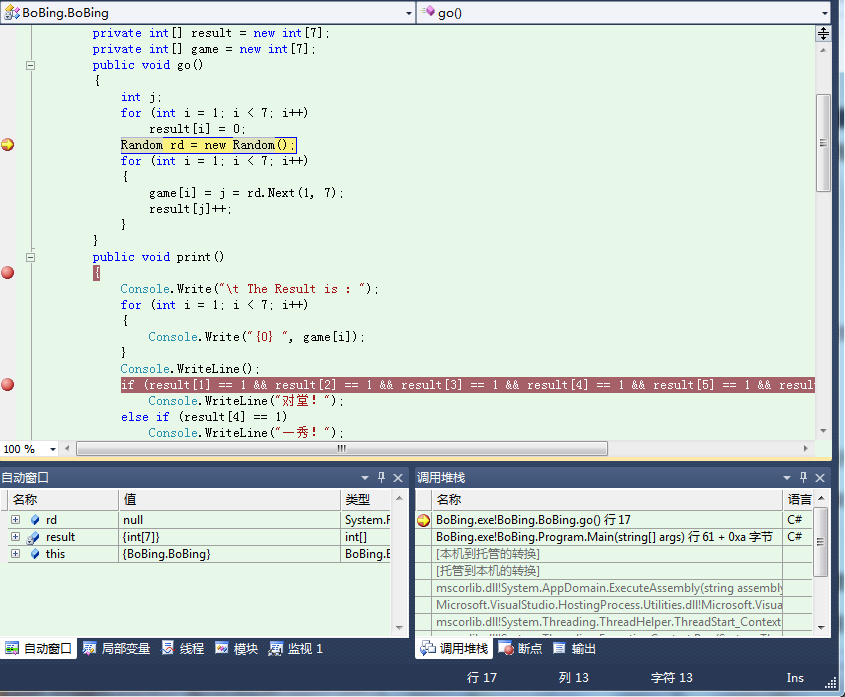 BoBing.BoBing
go()
private int[] result = new int[7];
private int[] game = new int[7];
public void go()
{
int j;
for (int i = 1; i < 7; i++)
result[i] = 0;
Random rd = new Random();
for (int i = 1; i < 7; i++)
{
game[i] = j = rd.Next(1, 7);
result[j]++;
}
}
public void print()
{
Console.Write("\t The Result is : ");
for (int i = 1; i < 7; i++)
{
Console.Write("{0} ", game[i]);
}
Console.WriteLine();
if (result[1] == 1 && result[2] == 1 && result[3] == 1 && result[4] == 1 && result[5] == 1 && resul
Console.WriteLine("对堂！");
else if (result[4] == 1)
Console.WriteLine("一秀！");
100 %
自动窗口
名称 值 类型
rd null System.R
result {int[7]} int[]
this {BoBing.BoBing} BoBing.B
自动窗口 局部变量 线程 模块 监视 1
调用堆栈
名称 语言
BoBing.exe!BoBing.BoBing.go() 行 17 C#
BoBing.exe!BoBing.Program.Main(string[] args) 行 61 + 0xa 字节 C#
[本机到托管的转换]
[托管到本机的转换]
mscorlib.dll!System.AppDomain.ExecuteAssembly(string assembly
Microsoft.VisualStudio.HostingProcess.Utilities.dll!Microsoft.Visua
mscorlib.dll!System.Threading.ThreadHelper.ThreadStart_Context
调用堆栈 断点 输出
行 17 列 13 字符 13 Ins